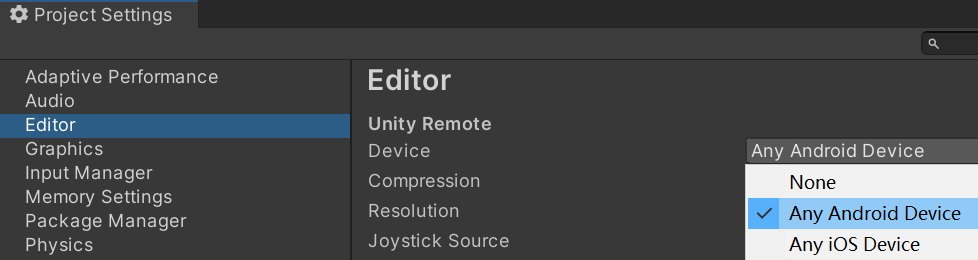 Project Settings
Adaptive Performance
Audio
Editor
Graphics
Input Manager
Memory Settings
Package Manager
Physics
Editor
Unity Remote
Device
Any Android Device
Compression
None
Resolution
Any Android Device
Joystick Source
Any iOS Device